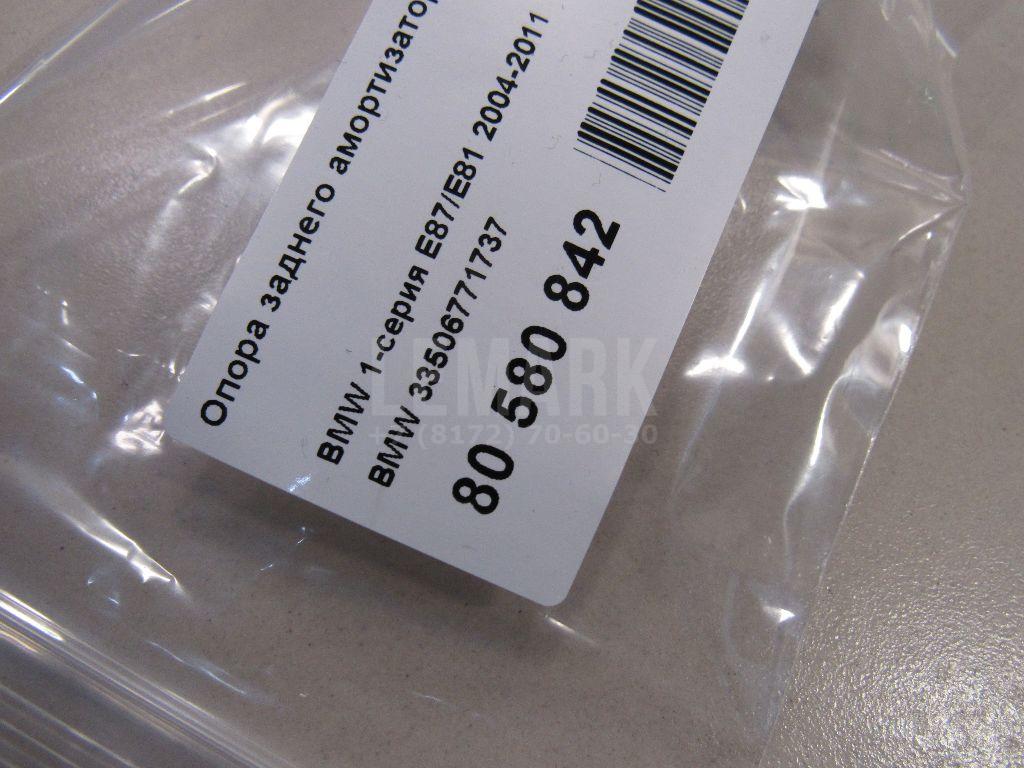 Опора заднего амортизатор
BMW 1-серия E87/E81 2004-2011
BMW 33506771737
80 580 842
LEMARK
+7 (8172) 70-60-30